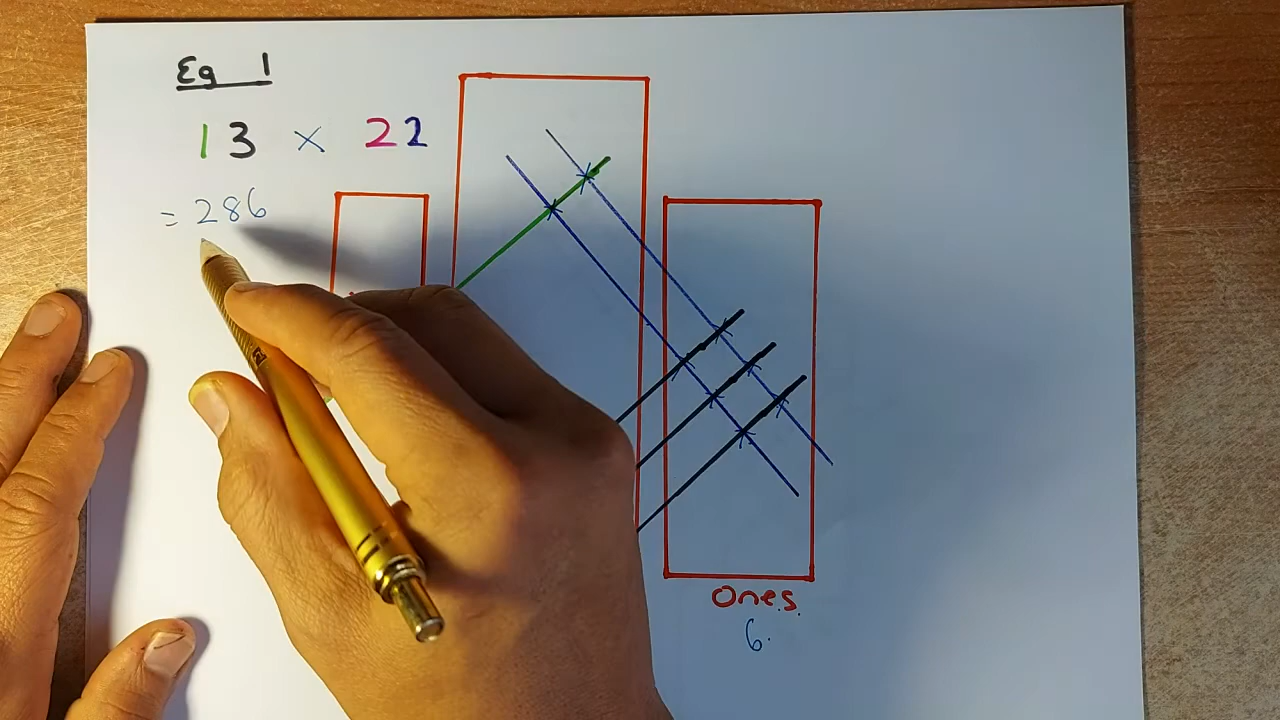 Eg 1
13 × 22
= 286
Ones.
6.